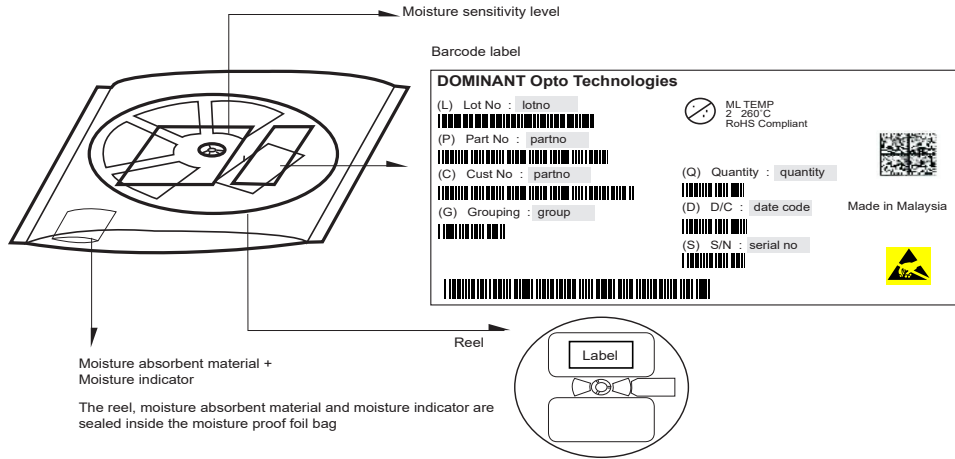 Moisture sensitivity level
Barcode label
DOMINANT Opto Technologies
(L) Lot No : lotno
ML TEMP
2 260˚C
RoHS Compliant
(P) Part No : partno
(C) Cust No : partno
(Q) Quantity : quantity
(G) Grouping : group
(D) D/C : date code
Made in Malaysia
(S) S/N : serial no
Reel
Label
Moisture absorbent material +
Moisture indicator
The reel, moisture absorbent material and moisture indicator are
sealed inside the moisture proof foil bag